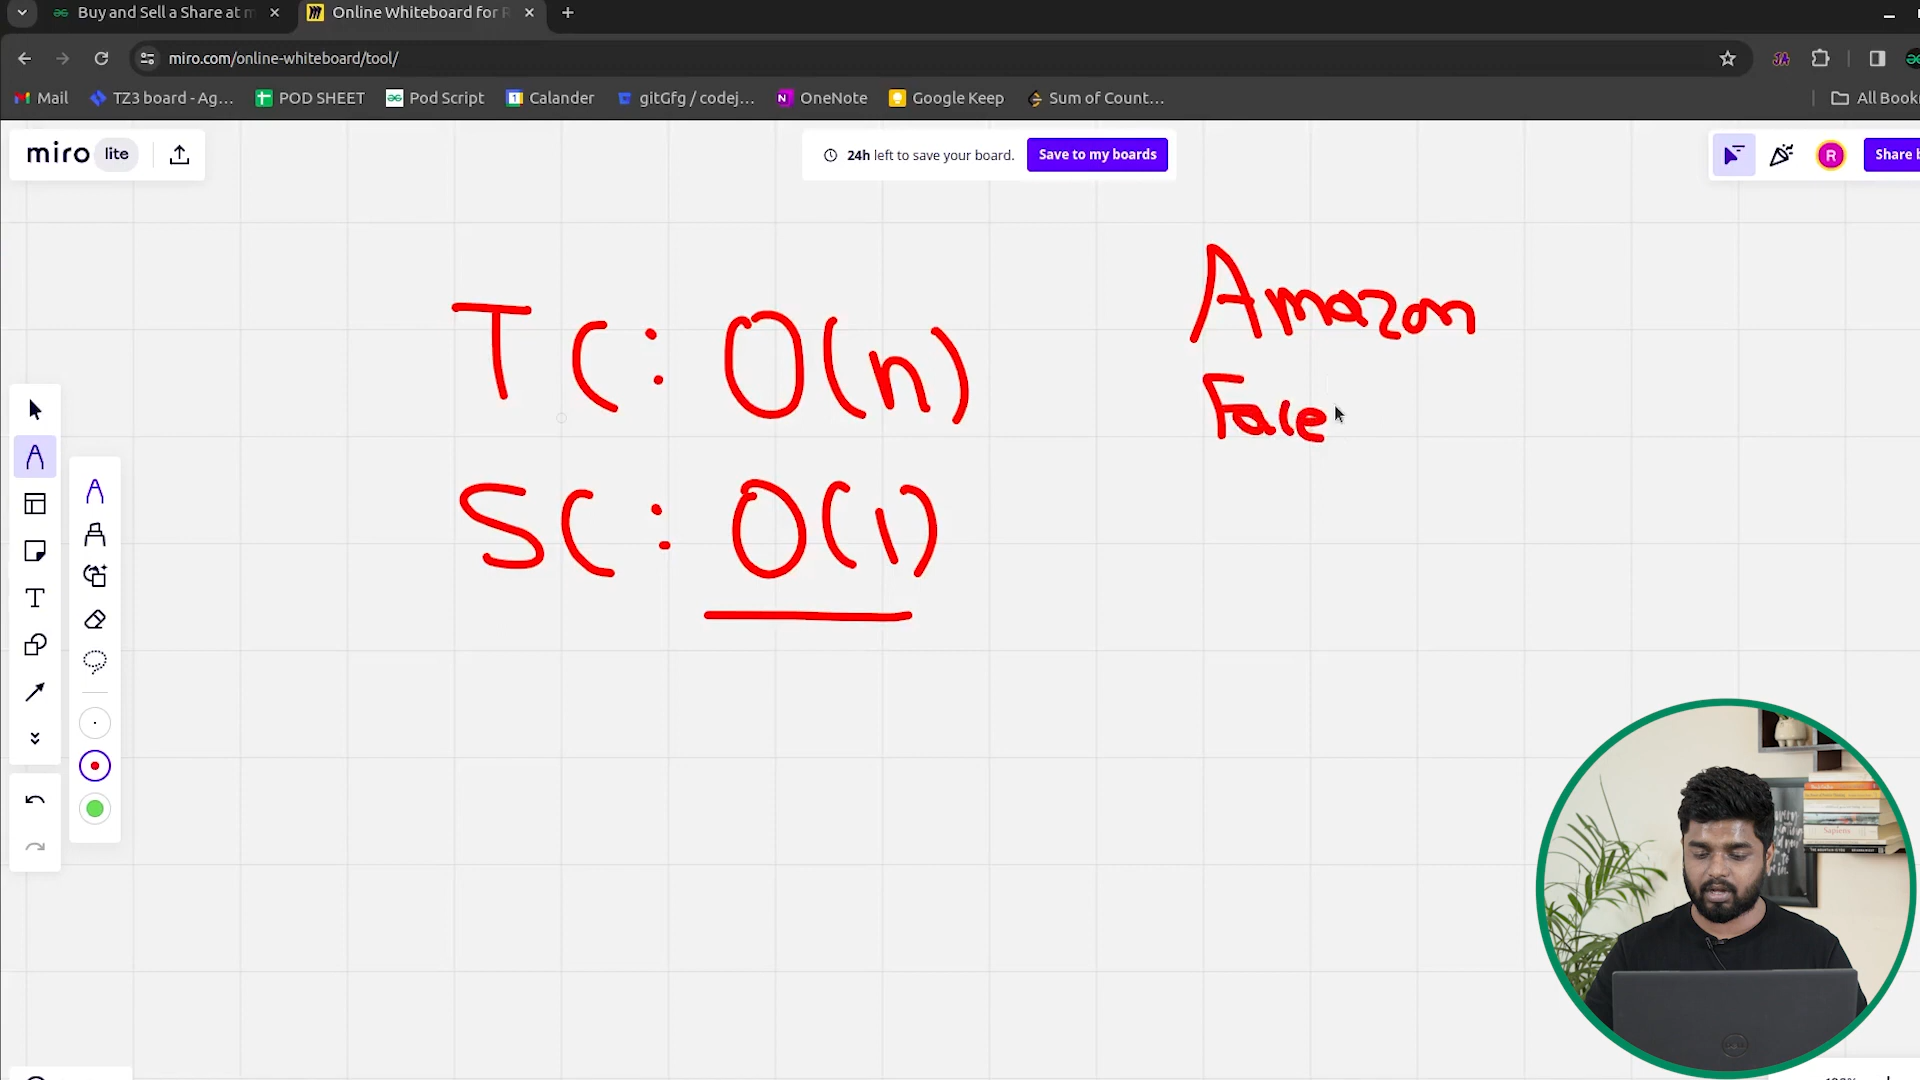 Buy and Sell a Share at m
Online Whiteboard for R
miro.com/online-whiteboard/tool/
Mail
TZ3 board - Ag...
POD SHEET
Pod Script
Calander
gitGfg / codej...
OneNote
Google Keep
Sum of Count...
All Book
miro lite
24h left to save your board.
Save to my boards
R
Share b
TC: O(n)
SC: O(1)
Amazon
Face
Sapiens
DELL